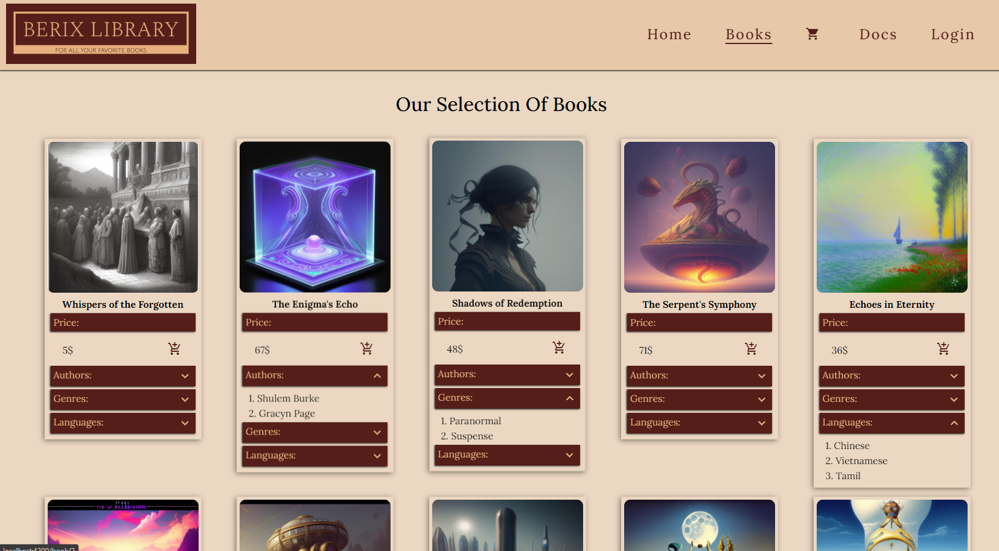 BERIX LIBRARY
FOR ALL YOUR FAVORITE BOOKS
Home
Books
Docs
Login
Our Selection Of Books
Whispers of the Forgotten
Price:
5$
Authors:
Genres:
Languages:
The Enigma's Echo
Price:
67$
Authors:
1. Shulem Burke
2. Gracyn Page
Genres:
Languages:
Shadows of Redemption
Price:
48$
Authors:
Genres:
1. Paranormal
2. Suspense
Languages:
The Serpent's Symphony
Price:
71$
Authors:
Genres:
Languages:
Echoes in Eternity
Price:
36$
Authors:
Genres:
Languages:
1. Chinese
2. Vietnamese
3. Tamil
ELLSSISION
localhost:4200/book/2